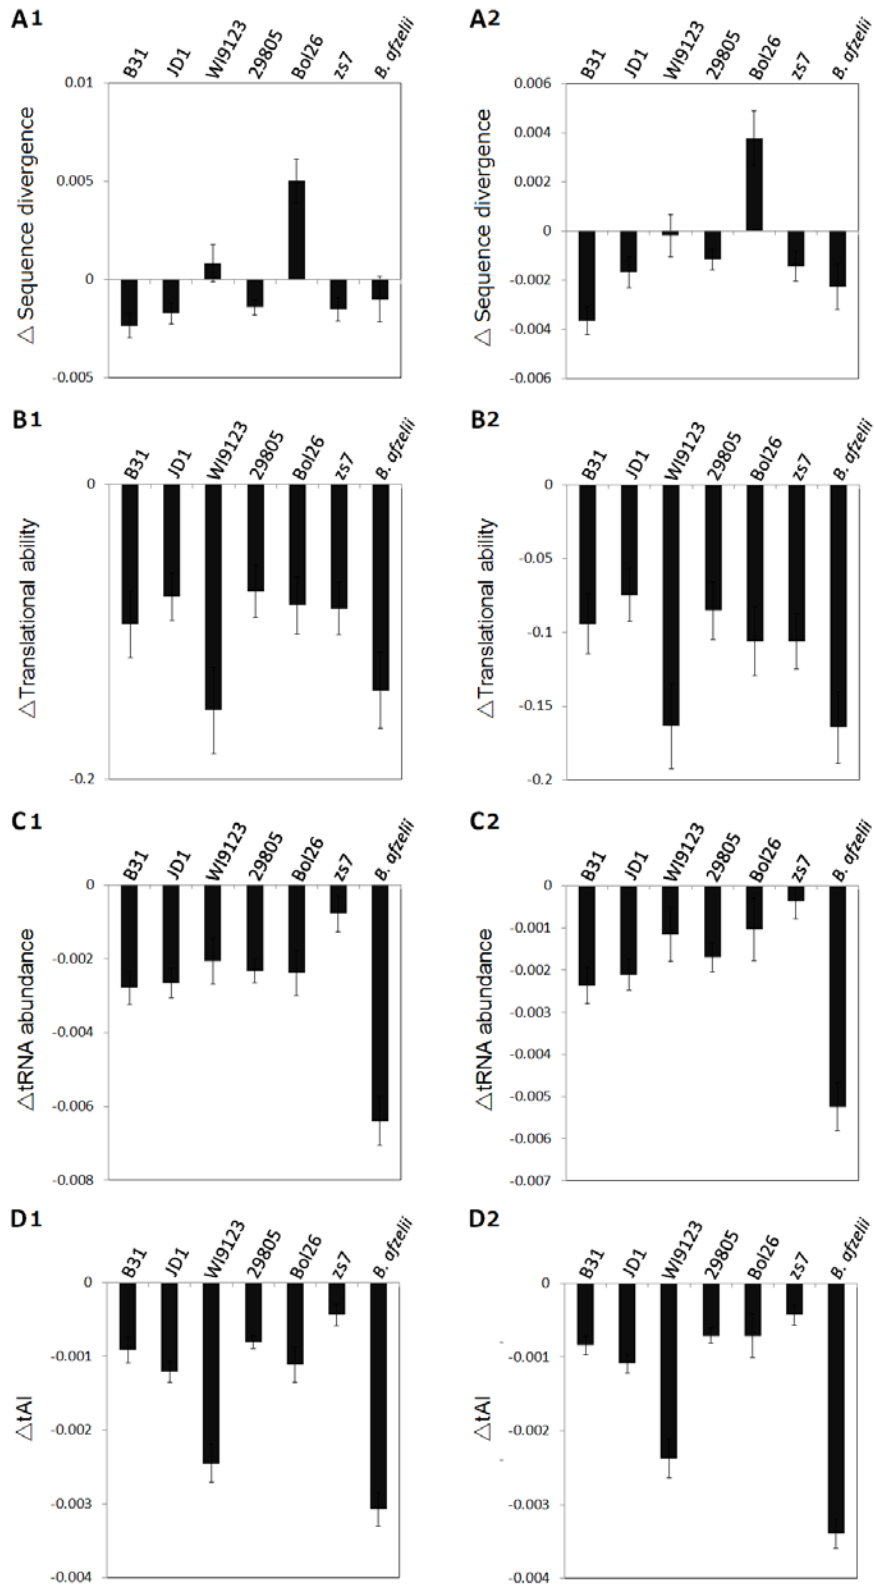 A1
B31 JD1 WI9123 29805 Bol26 zs7 B. afzelii
△ Sequence divergence
0.01
0.005
0
-0.005
A2
B31 JD1 WI9123 29805 Bol26 zs7 B. afzelii
△ Sequence divergence
0.006
0.004
0.002
0
-0.002
-0.004
-0.006
B1
B31 JD1 WI9123 29805 Bol26 zs7 B. afzelii
△Translational ability
0
-0.2
B2
B31 JD1 WI9123 29805 Bol26 zs7 B. afzelii
△Translational ability
0
-0.05
-0.1
-0.15
-0.2
C1
B31 JD1 WI9123 29805 Bol26 zs7 B. afzelii
△tRNA abundance
0
-0.002
-0.004
-0.006
-0.008
C2
B31 JD1 WI9123 29805 Bol26 zs7 B. afzelii
△tRNA abundance
0
-0.001
-0.002
-0.003
-0.004
-0.005
-0.006
-0.007
D1
B31 JD1 WI9123 29805 Bol26 zs7 B. afzelii
△tAI
0
-0.001
-0.002
-0.003
-0.004
D2
B31 JD1 WI9123 29805 Bol26 zs7 B. afzelii
△tAI
0
-0.001
-0.002
-0.003
-0.004